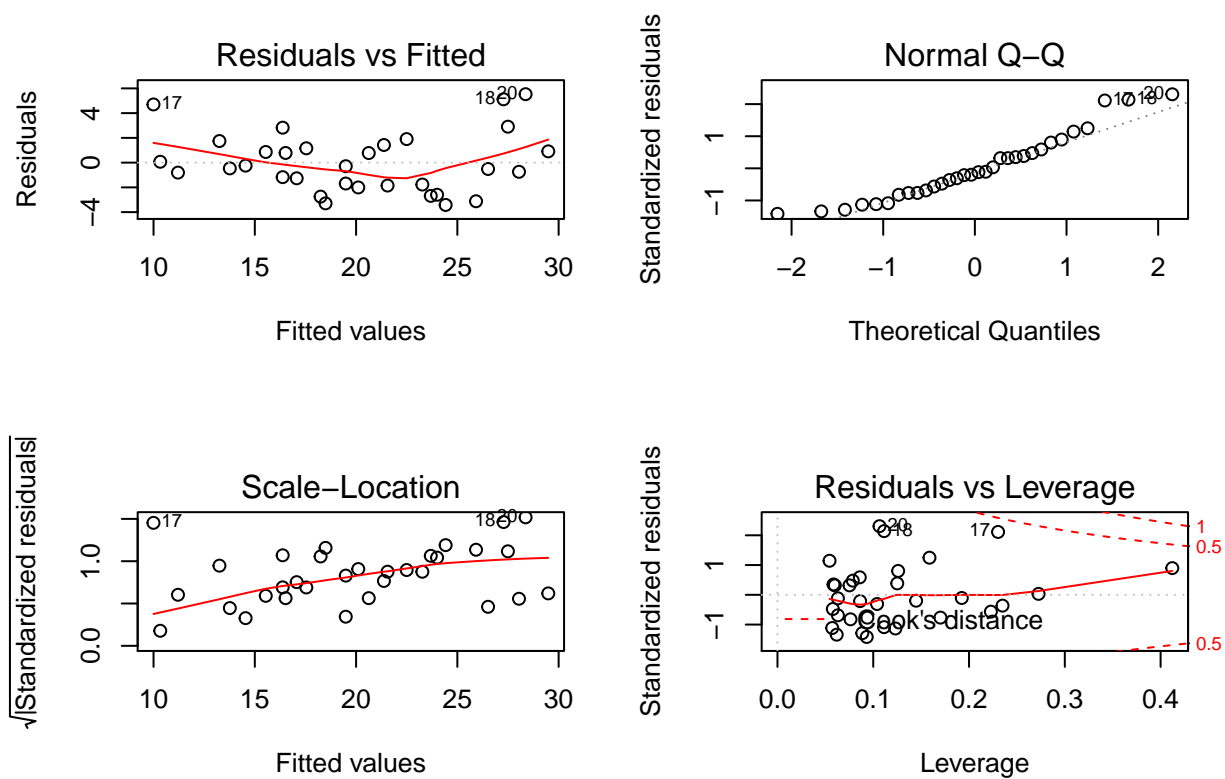 Residuals vs Fitted
Residuals
4
0
−4
17
18
20
10 15 20 25 30
Fitted values
Normal Q−Q
Standardized residuals
1
−1
17
18
20
−2 −1 0 1 2
Theoretical Quantiles
Scale−Location
√|Standardized residuals|
1.0
0.0
17
18
20
10 15 20 25 30
Fitted values
Residuals vs Leverage
Standardized residuals
1
−1
20
18
17
1
0.5
0.5
Cook's distance
0.0 0.1 0.2 0.3 0.4
Leverage